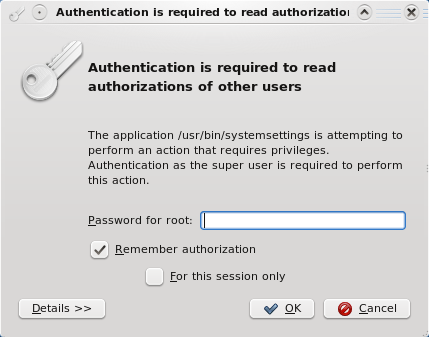 Authentication is required to read authorization
Authentication is required to read
authorizations of other users
The application /usr/bin/systemsettings is attempting to
perform an action that requires privileges.
Authentication as the super user is required to perform
this action.
Password for root:
Remember authorization
For this session only
Details >>
OK
Cancel